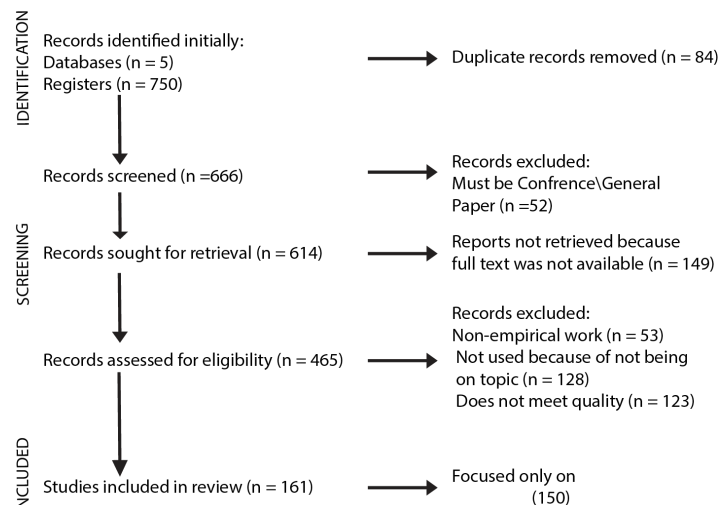 IDENTIFICATION
Records identified initially:
Databases (n = 5)
Registers (n = 750)
Duplicate records removed (n = 84)
SCREENING
Records screened (n =666)
Records excluded:
Must be Confrence\General
Paper (n =52)
Records sought for retrieval (n = 614)
Reports not retrieved because
full text was not available (n = 149)
Records assessed for eligibility (n = 465)
Records excluded:
Non-empirical work (n = 53)
Not used because of not being
on topic (n = 128)
Does not meet quality (n = 123)
NCLUDED
Studies included in review (n = 161)
Focused only on
(150)